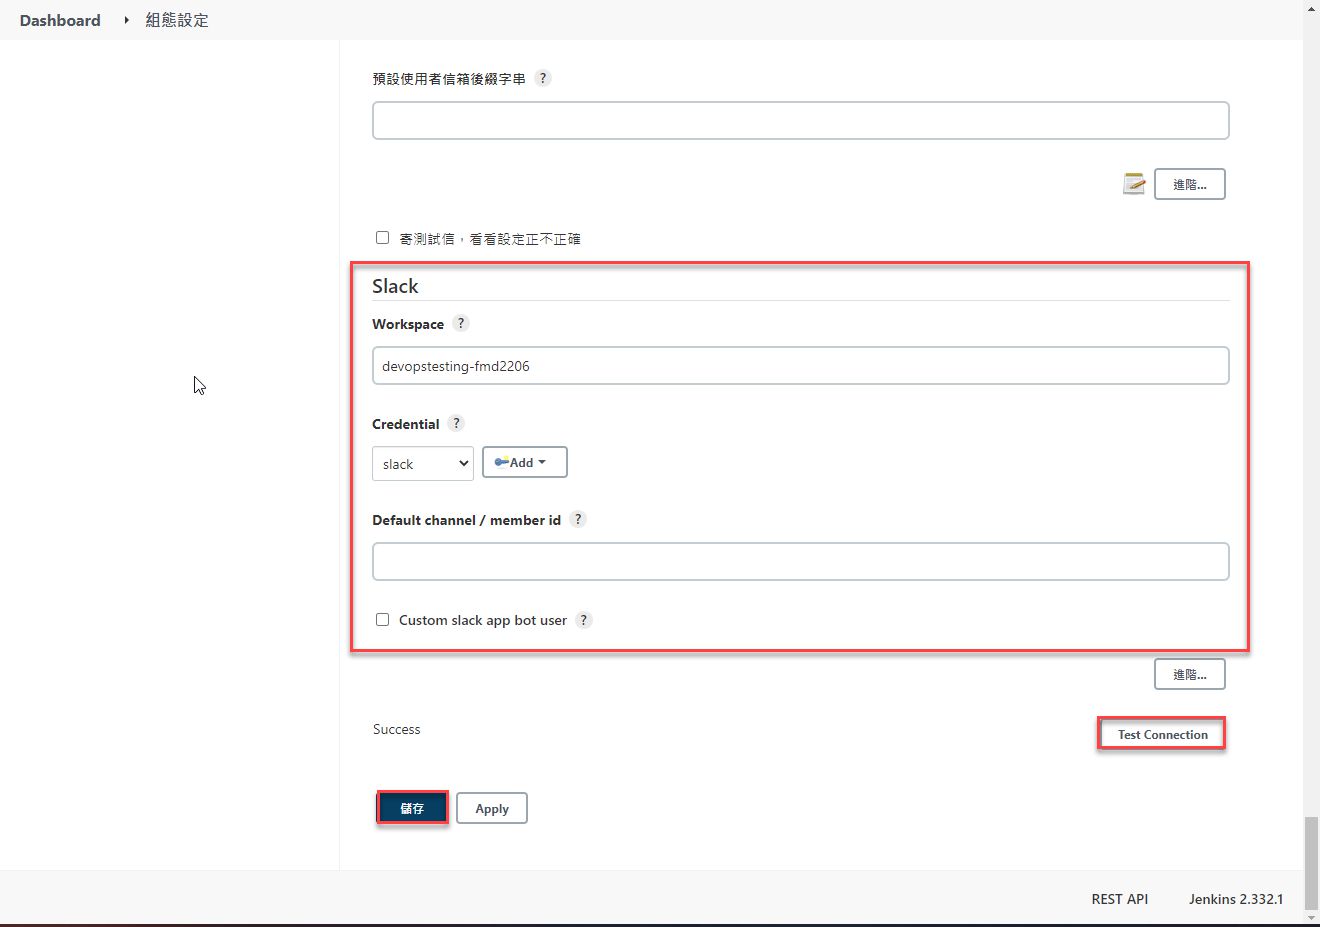 Dashboard 組態設定
預設使用者信箱後綴字串 ?
進階...
寄測試信，看看設定正不正確
Slack
Workspace ?
devopstesting-fmd2206
Credential ?
slack Add
Default channel / member id ?
Custom slack app bot user ?
進階...
Success Test Connection
儲存 Apply
REST API Jenkins 2.332.1